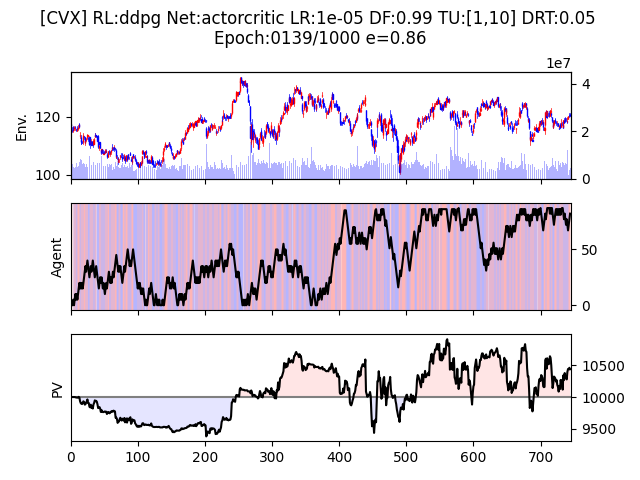 [CVX] RL:ddpg Net:actorcritic LR:1e-05 DF:0.99 TU:[1,10] DRT:0.05
Epoch:0139/1000 e=0.86
1e7
Env.
120
100
4
2
0
Agent
50
0
PV
10500
10000
9500
0 100 200 300 400 500 600 700